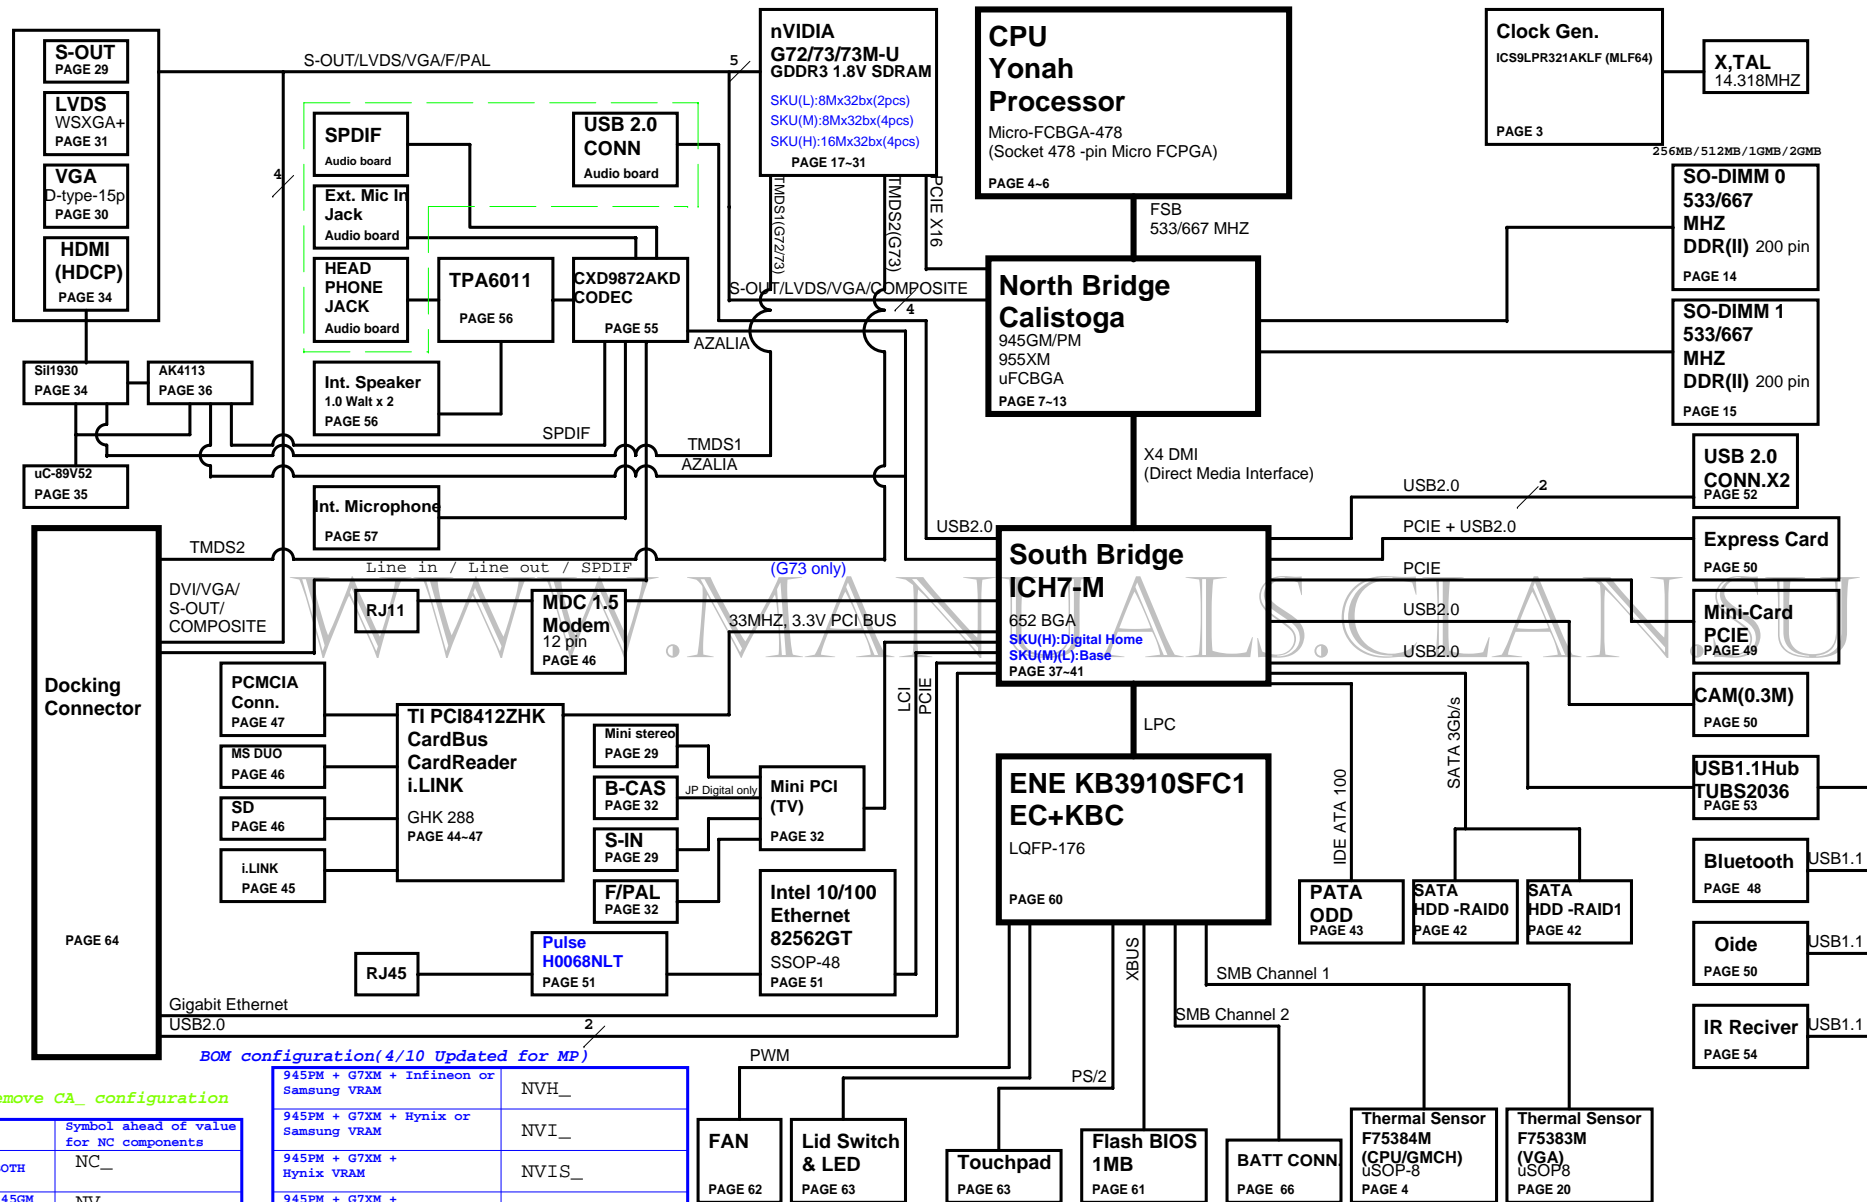 S-OUT
PAGE 29
LVDS
WSXGA+
PAGE 31
VGA
D-type-15p
PAGE 30
HDMI
(HDCP)
PAGE 34
SiI1930
PAGE 34
AK4113
PAGE 36
uC-89V52
PAGE 35
S-OUT/LVDS/VGA/F/PAL
5
4
SPDIF
Audio board
USB 2.0
CONN
Audio board
Ext. Mic In
Jack
Audio board
HEAD
PHONE
JACK
Audio board
TPA6011
PAGE 56
CXD9872AKD
CODEC
PAGE 55
Int. Speaker
1.0 Walt x 2
PAGE 56
Int. Microphone
PAGE 57
nVIDIA
G72/73/73M-U
GDDR3 1.8V SDRAM
SKU(L):8Mx32bx(2pcs)
SKU(M):8Mx32bx(4pcs)
SKU(H):16Mx32bx(4pcs)
PAGE 17~31
TMDS1(G72/73)
TMDS2(G73)
PCIE X16
CPU
Yonah
Processor
Micro-FCBGA-478
(Socket 478 -pin Micro FCPGA)
PAGE 4~6
FSB
533/667 MHZ
Clock Gen.
ICS9LPR321AKLF (MLF64)
PAGE 3
X,TAL
14.318MHZ
256MB/512MB/1GMB/2GMB
SO-DIMM 0
533/667
MHZ
DDR(II) 200 pin
PAGE 14
SO-DIMM 1
533/667
MHZ
DDR(II) 200 pin
PAGE 15
S-OUT/LVDS/VGA/COMPOSITE
4
North Bridge
Calistoga
945GM/PM
955XM
uFCBGA
PAGE 7~13
AZALIA
SPDIF
TMDS1
AZALIA
X4 DMI
(Direct Media Interface)
USB2.0
South Bridge
ICH7-M
652 BGA
SKU(H):Digital Home
SKU(M)(L):Base
PAGE 37~41
USB2.0
2
PCIE + USB2.0
PCIE
USB2.0
USB2.0
USB 2.0
CONN.X2
PAGE 52
Express Card
PAGE 50
Mini-Card
PCIE
PAGE 49
CAM(0.3M)
PAGE 50
USB1.1Hub
TUBS2036
PAGE 53
Bluetooth
PAGE 48
USB1.1
Oide
PAGE 50
USB1.1
IR Reciver
PAGE 54
USB1.1
WWW.MANUALS.CLAN.SU
Docking
Connector
PAGE 64
TMDS2
DVI/VGA/
S-OUT/
COMPOSITE
Line in / Line out / SPDIF
(G73 only)
RJ11
MDC 1.5
Modem
12 pin
PAGE 46
33MHZ, 3.3V PCI BUS
PCMCIA
Conn.
PAGE 47
MS DUO
PAGE 46
SD
PAGE 46
i.LINK
PAGE 45
TI PCI8412ZHK
CardBus
CardReader
i.LINK
GHK 288
PAGE 44~47
Mini stereo
PAGE 29
B-CAS
PAGE 32
JP Digital only
S-IN
PAGE 29
F/PAL
PAGE 32
Mini PCI
(TV)
PAGE 32
LCI
PCIE
Intel 10/100
Ethernet
82562GT
SSOP-48
PAGE 51
Pulse
H0068NLT
PAGE 51
RJ45
Gigabit Ethernet
USB2.0
2
LPC
ENE KB3910SFC1
EC+KBC
LQFP-176
PAGE 60
IDE ATA 100
SATA 3Gb/s
PATA
ODD
PAGE 43
SATA
HDD -RAID0
PAGE 42
SATA
HDD -RAID1
PAGE 42
XBUS
SMB Channel 1
SMB Channel 2
PWM
PS/2
FAN
PAGE 62
Lid Switch
& LED
PAGE 63
Touchpad
PAGE 63
Flash BIOS
1MB
PAGE 61
BATT CONN.
PAGE 66
Thermal Sensor
F75384M
(CPU/GMCH)
uSOP-8
PAGE 4
Thermal Sensor
F75383M
(VGA)
uSOP8
PAGE 20
BOM configuration(4/10 Updated for MP)
945PM + G7XM + Infineon or
Samsung VRAM
NVH_
945PM + G7XM + Hynix or
Samsung VRAM
NVI_
945PM + G7XM +
Hynix VRAM
NVIS_
945PM + G7XM +
emove CA_ configuration
Symbol ahead of value
for NC components
OTH
NC_
45GM
NV